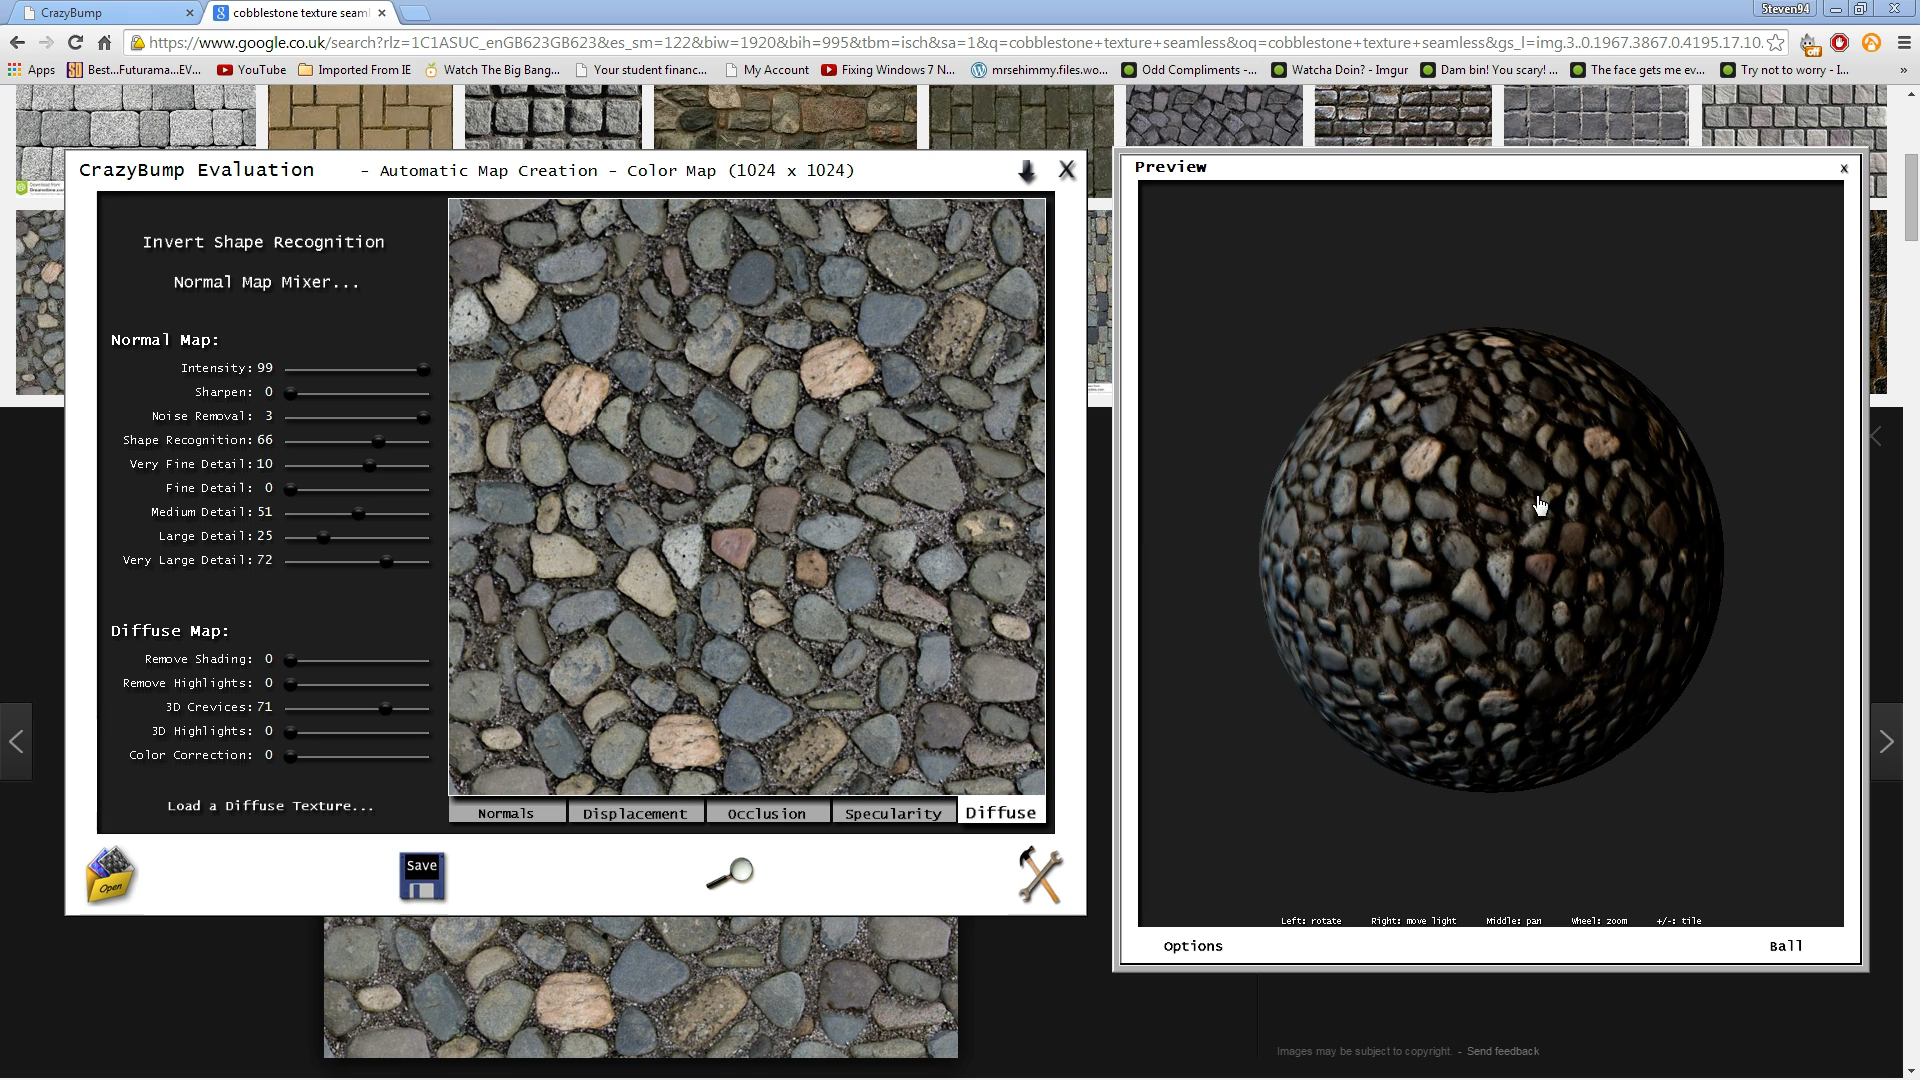 CrazyBump
cobblestone texture seaml
5teven94
https://www.google.co.uk/search?rlz=1C1ASUC_enGB623GB623&es_sm=122&biw=1920&bih=995&tbm=isch&sa=1&q=cobblestone+texture+seamless&oq=cobblestone+texture+seamless&gs_l=img.3..0.1967.3867.0.4195.17.10.
off
Apps
Best...Futurama...EV...
YouTube
Imported From IE
Watch The Big Bang...
Your student financ...
My Account
Fixing Windows 7 N...
mrsehimmy.files.wo...
Odd Compliments -...
Watcha Doin? - Imgur
Dam bin! You scary! ...
The face gets me ev...
Try not to worry - I...
»
CrazyBump Evaluation - Automatic Map Creation - Color Map (1024 x 1024)
X
Invert Shape Recognition
Normal Map Mixer...
Normal Map:
Intensity: 99
Sharpen: 0
Noise Removal: 3
Shape Recognition: 66
Very Fine Detail: 10
Fine Detail: 0
Medium Detail: 51
Large Detail: 25
Very Large Detail: 72
Diffuse Map:
Remove Shading: 0
Remove Highlights: 0
3D Crevices: 71
3D Highlights: 0
Color Correction: 0
Load a Diffuse Texture...
Normals
Displacement
Occlusion
Specularity
Diffuse
Open
Save
Preview
x
Left: rotate Right: move light Middle: pan Wheel: zoom +/-: tile
Options
Ball
Images may be subject to copyright. - Send feedback